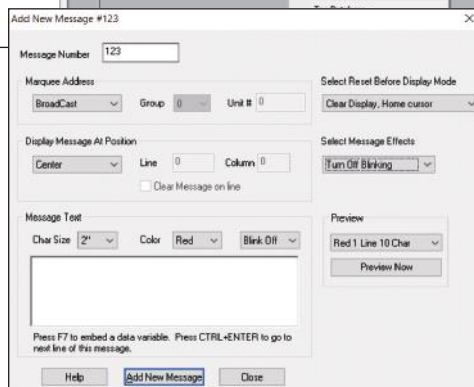 Add New Message #123
Message Number 123
Marquee Address
BroadCast Group 0 Unit # 0
Select Reset Before Display Mode
Clear Display, Home cursor
Display Message At Position
Center Line 0 Column 0
Clear Message on line
Select Message Effects
Turn Off Blinking
Message Text
Char Size 2" Color Red Blink Off
Preview
Red 1 Line 10 Char
Preview Now
Press F7 to embed a data variable. Press CTRL+ENTER to go to
next line of this message.
Help Add New Message Close